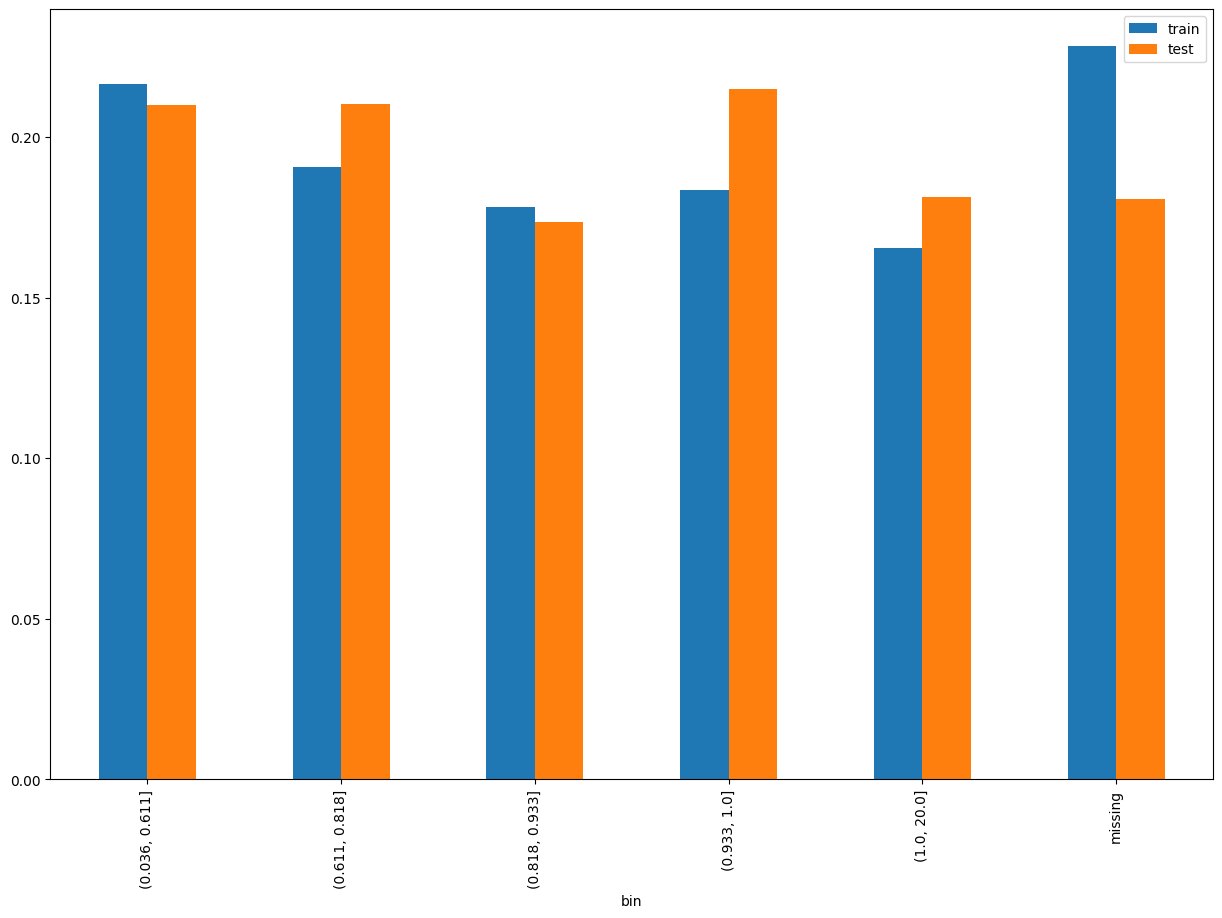 train
test
0.20
0.15
0.10
0.05
0.00
(0.036, 0.611]
(0.611, 0.818]
(0.818, 0.933]
(0.933, 1.0]
(1.0, 20.0]
missing
bin